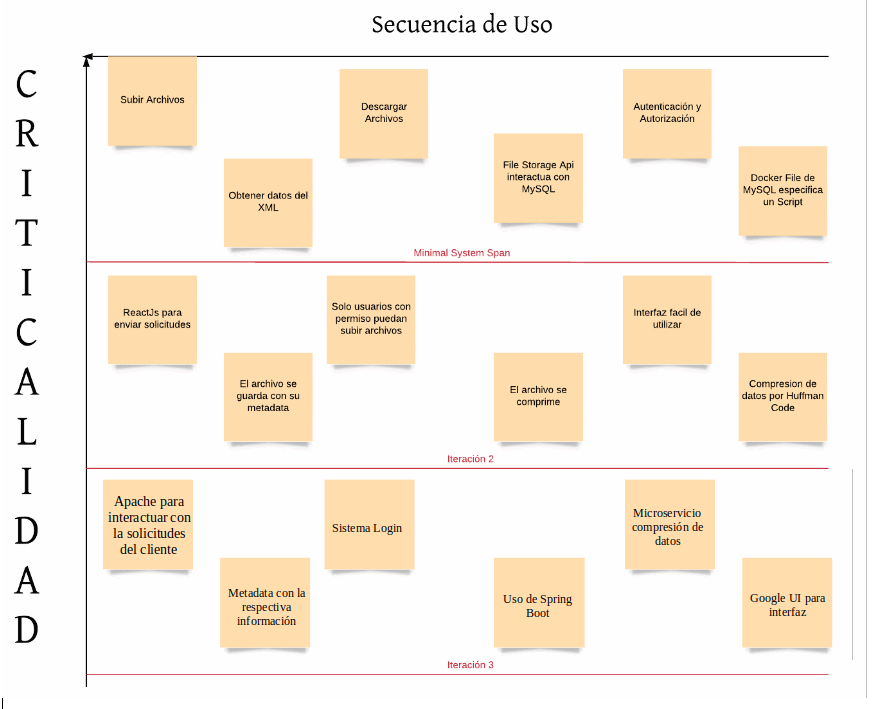 Secuencia de Uso
C
R
I
T
I
C
A
L
I
D
A
D
Subir Archivos
Obtener datos del
XML
Descargar
Archivos
File Storage Api
interactua con
MySQL
Autenticación y
Autorización
Docker File de
MySQL especifica
un Script
Minimal System Span
ReactJs para
enviar solicitudes
El archivo se
guarda con su
metadata
Solo usuarios con
permiso puedan
subir archivos
El archivo se
comprime
Interfaz facil de
utilizar
Compresion de
datos por Huffman
Code
Iteración 2
Apache para
interactuar con
la solicitudes
del cliente
Metadata con la
respectiva
información
Sistema Login
Uso de Spring
Boot
Microservicio
compresión de
datos
Google UI para
interfaz
Iteración 3